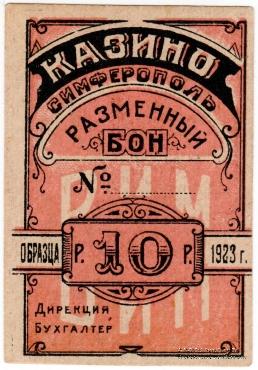 КАЗИНО
СИМФЕРОПОЛЬ
РАЗМЕННЫЙ
БОН
№
ОБРАЗЦА Р. 10 Р. 1923 г.
ДИРЕКЦИЯ
БУХГАЛТЕР